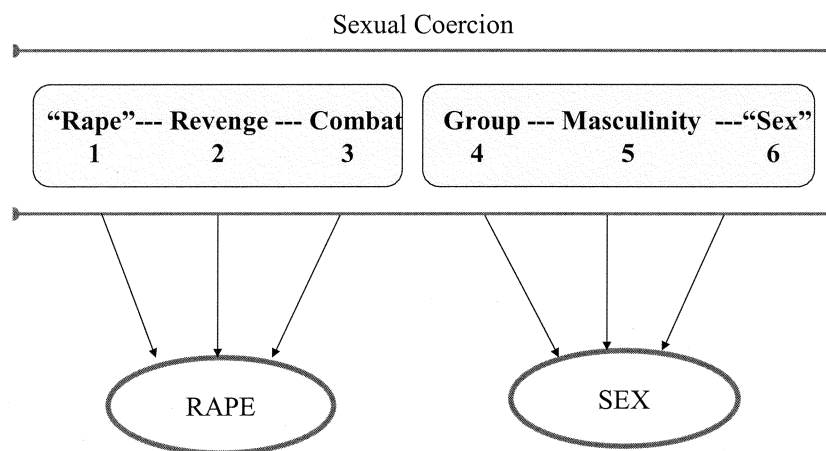 Sexual Coercion
“Rape”--- Revenge --- Combat
1 2 3
Group --- Masculinity ---“Sex”
4 5 6
RAPE
SEX